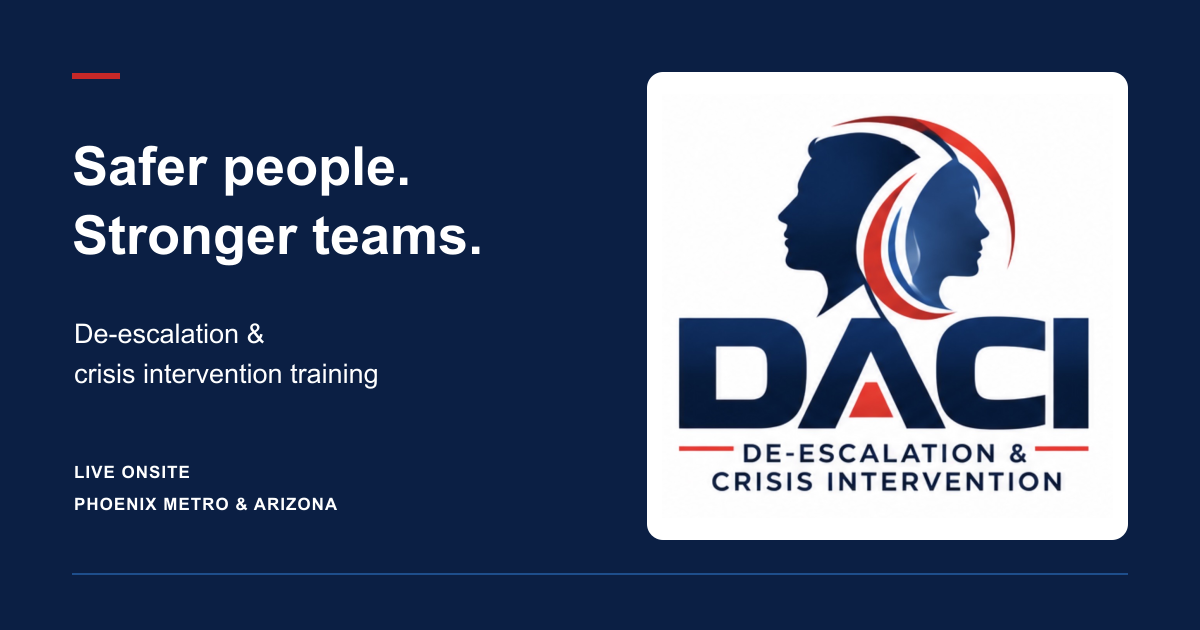 Safer people.
Stronger teams.
De-escalation &
crisis intervention training
LIVE ONSITE
PHOENIX METRO & ARIZONA
DACI
DE-ESCALATION &
CRISIS INTERVENTION